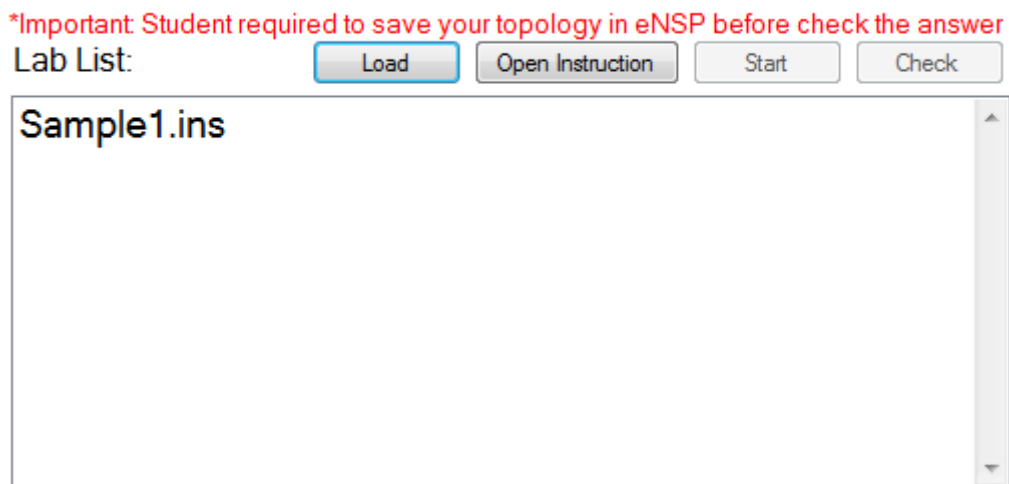 *Important: Student required to save your topology in eNSP before check the answer
Lab List: Load Open Instruction Start Check
Sample1.ins